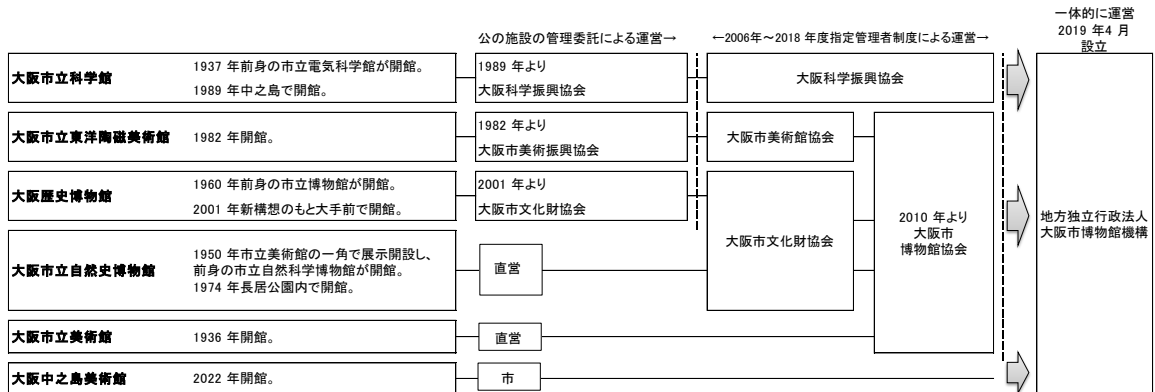 一体的に運営
2019 年4 月
設立
公の施設の管理委託による運営→
←2006年～2018 年度指定管理者制度による運営→
大阪市立科学館
1937 年前身の市立電気科学館が開館。
1989 年中之島で開館。
1989 年より
大阪科学振興協会
大阪科学振興協会
大阪市立東洋陶磁美術館
1982 年開館。
1982 年より
大阪市美術振興協会
大阪市美術館協会
大阪歴史博物館
1960 年前身の市立博物館が開館。
2001 年新構想のもと大手前で開館。
2001 年より
大阪市文化財協会
大阪市文化財協会
2010 年より
大阪市
博物館協会
地方独立行政法人
大阪市博物館機構
大阪市立自然史博物館
1950 年市立美術館の一角で展示開設し、
前身の市立自然科学博物館が開館。
1974 年長居公園内で開館。
直営
大阪市立美術館
1936 年開館。
直営
大阪中之島美術館
2022 年開館。
市